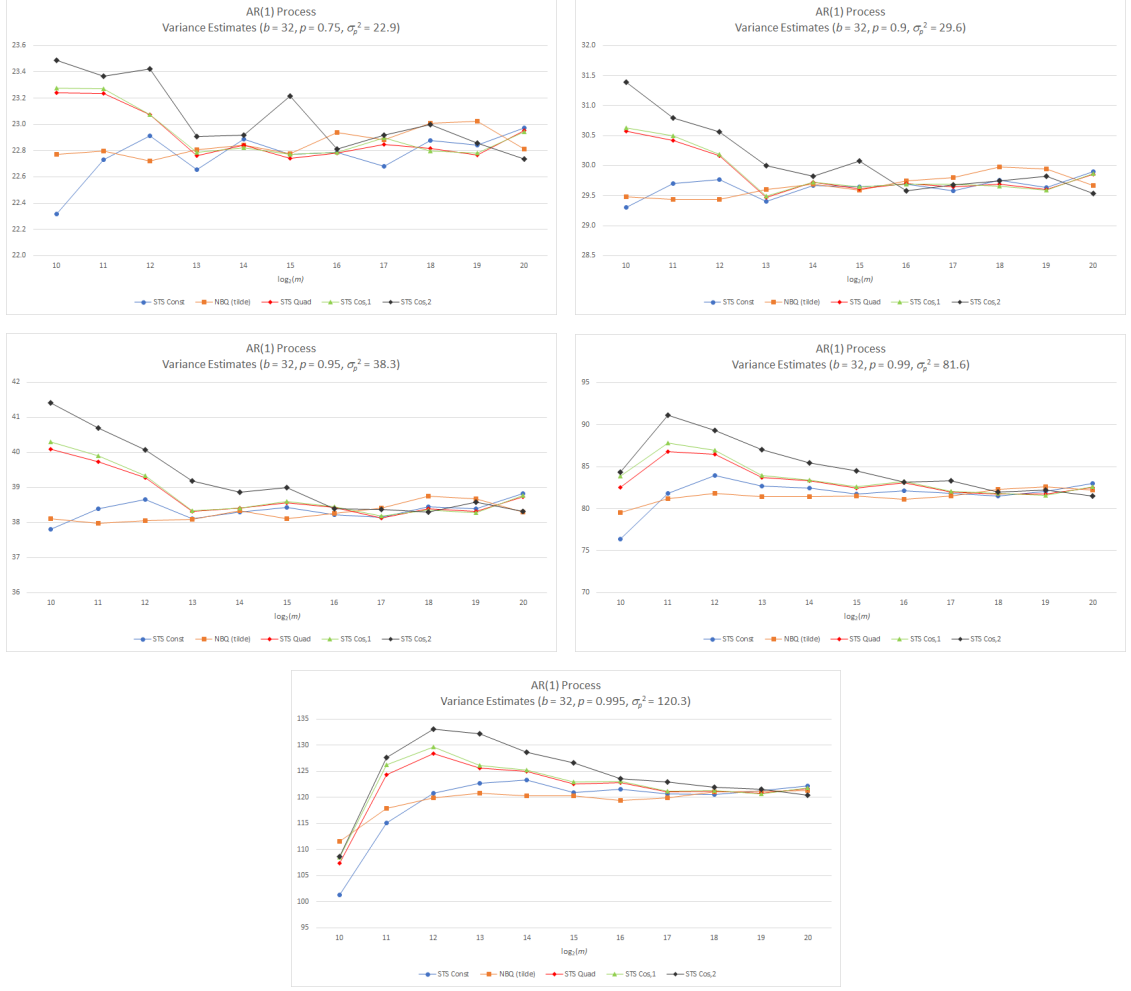 AR(1) Process
Variance Estimates (b = 32, p = 0.75, σp² = 22.9)
23.6
23.4
23.2
23.0
22.8
22.6
22.4
22.2
22.0
10 11 12 13 14 15 16 17 18 19 20
log₂(m)
STS Const NBQ (tilde) STS Quad STS Cos,1 STS Cos,2
AR(1) Process
Variance Estimates (b = 32, p = 0.9, σp² = 29.6)
32.0
31.5
31.0
30.5
30.0
29.5
29.0
28.5
10 11 12 13 14 15 16 17 18 19 20
log₂(m)
STS Const NBQ (tilde) STS Quad STS Cos,1 STS Cos,2
AR(1) Process
Variance Estimates (b = 32, p = 0.95, σp² = 38.3)
42
41
40
39
38
37
36
10 11 12 13 14 15 16 17 18 19 20
log₂(m)
STS Const NBQ (tilde) STS Quad STS Cos,1 STS Cos,2
AR(1) Process
Variance Estimates (b = 32, p = 0.99, σp² = 81.6)
95
90
85
80
75
70
10 11 12 13 14 15 16 17 18 19 20
log₂(m)
STS Const NBQ (tilde) STS Quad STS Cos,1 STS Cos,2
AR(1) Process
Variance Estimates (b = 32, p = 0.995, σp² = 120.3)
135
130
125
120
115
110
105
100
95
10 11 12 13 14 15 16 17 18 19 20
log₂(m)
STS Const NBQ (tilde) STS Quad STS Cos,1 STS Cos,2